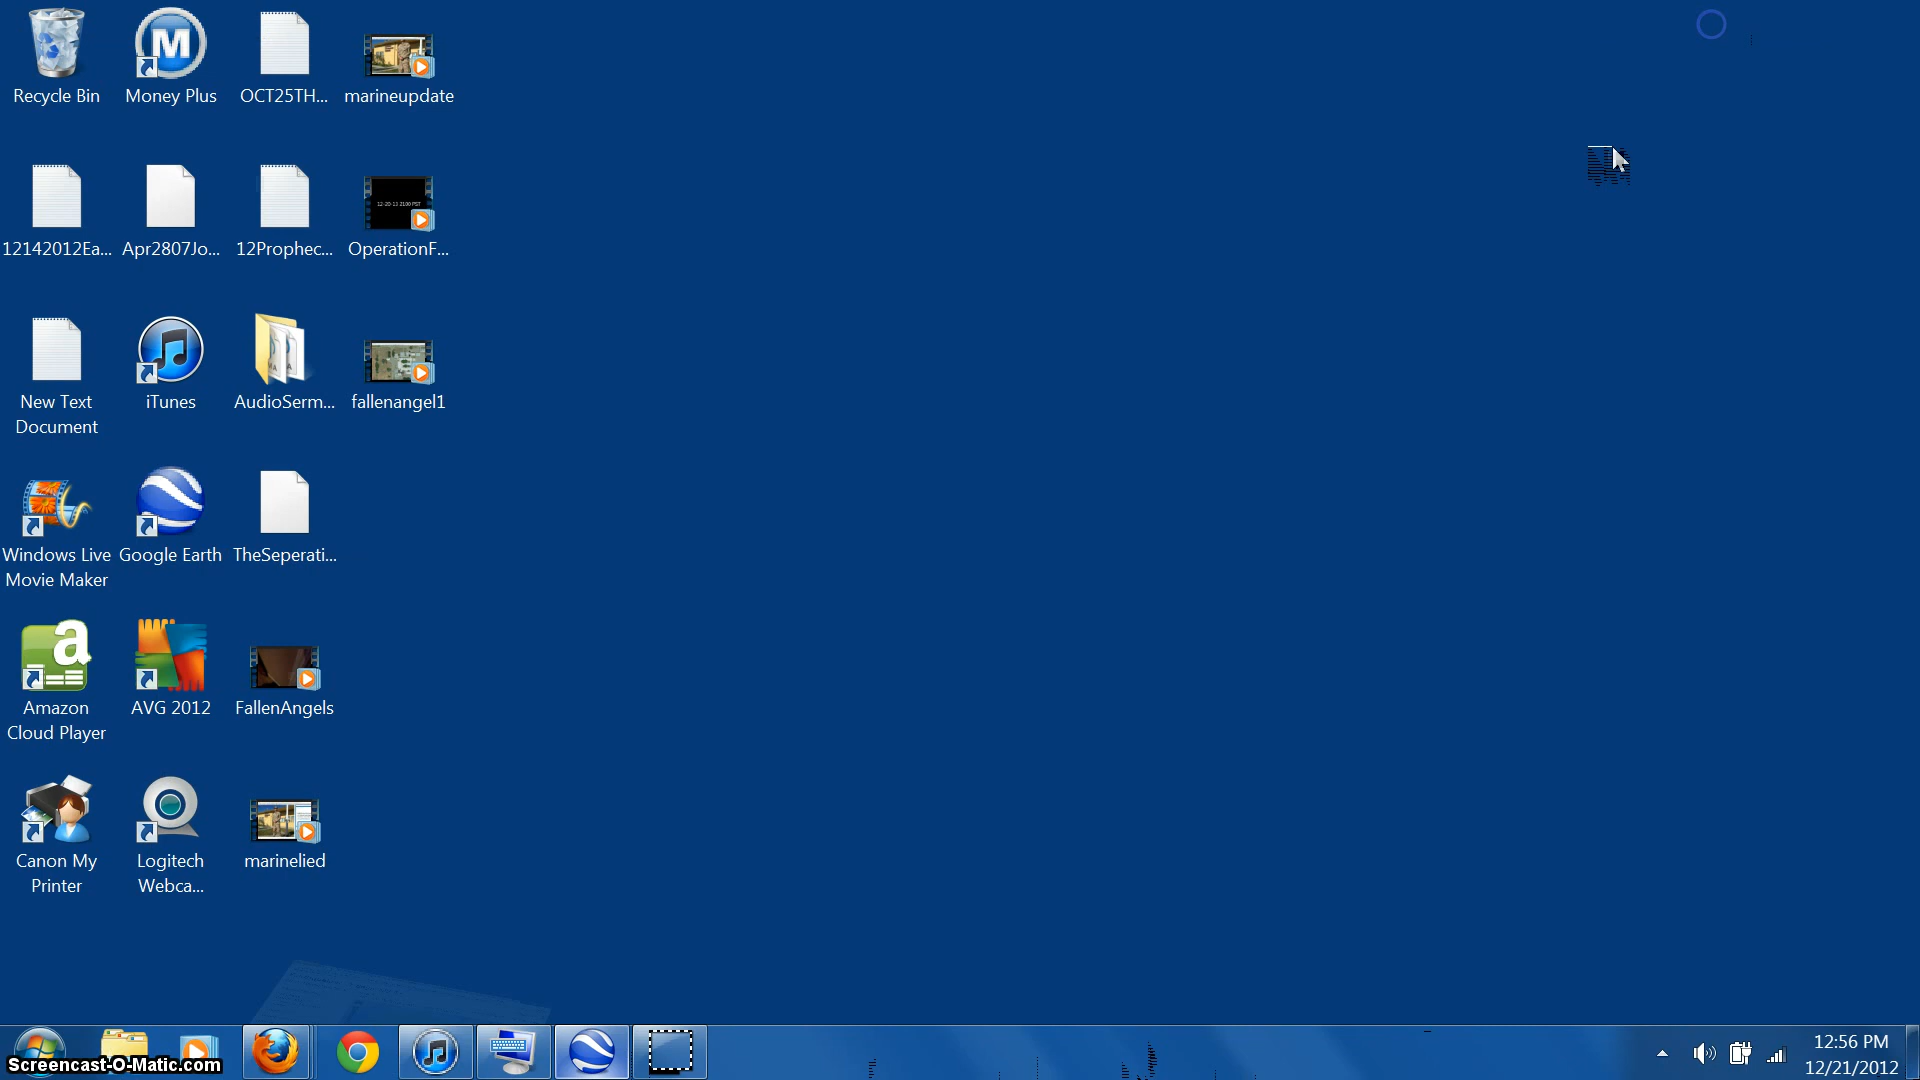 Recycle Bin
Money Plus
OCT25TH...
marineupdate
12142012Ea...
Apr2807Jo...
12Prophec...
OperationF...
New Text
Document
iTunes
AudioSerm...
fallenangel1
Windows Live
Movie Maker
Google Earth
TheSeperati...
Amazon
Cloud Player
AVG 2012
FallenAngels
Canon My
Printer
Logitech
Webca...
marinelied
Screencast-O-Matic.com
12:56 PM
12/21/2012